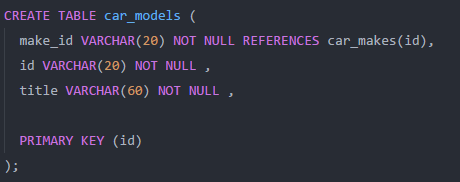 CREATE TABLE car_models (
make_id VARCHAR(20) NOT NULL REFERENCES car_makes(id),
id VARCHAR(20) NOT NULL ,
title VARCHAR(60) NOT NULL ,
PRIMARY KEY (id)
);